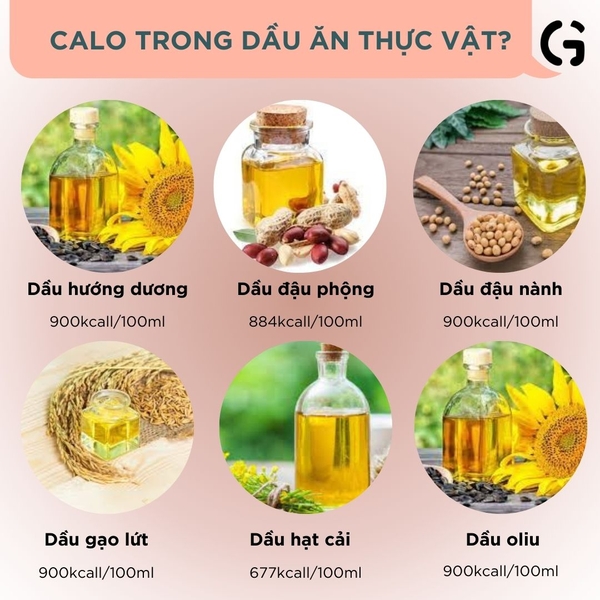 CALO TRONG DẦU ĂN THỰC VẬT?
G
Dầu hướng dương
900kcall/100ml
Dầu đậu phộng
884kcall/100ml
Dầu đậu nành
900kcall/100ml
Dầu gạo lứt
900kcall/100ml
Dầu hạt cải
677kcall/100ml
Dầu oliu
900kcall/100ml